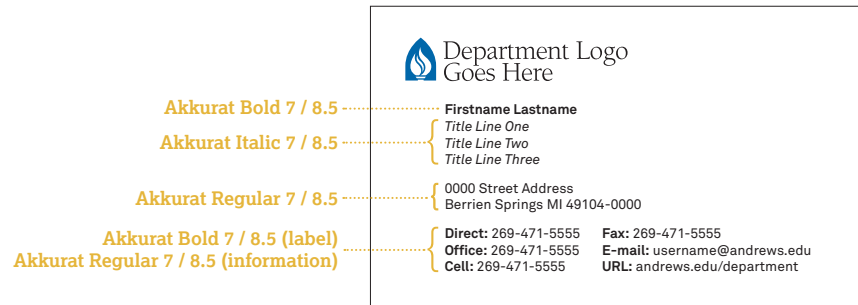 Department Logo
Goes Here
Akkurat Bold 7 / 8.5
Firstname Lastname
Akkurat Italic 7 / 8.5
Title Line One
Title Line Two
Title Line Three
Akkurat Regular 7 / 8.5
0000 Street Address
Berrien Springs MI 49104-0000
Akkurat Bold 7 / 8.5 (label)
Akkurat Regular 7 / 8.5 (information)
Direct: 269-471-5555 Fax: 269-471-5555
Office: 269-471-5555 E-mail: username@andrews.edu
Cell: 269-471-5555 URL: andrews.edu/department